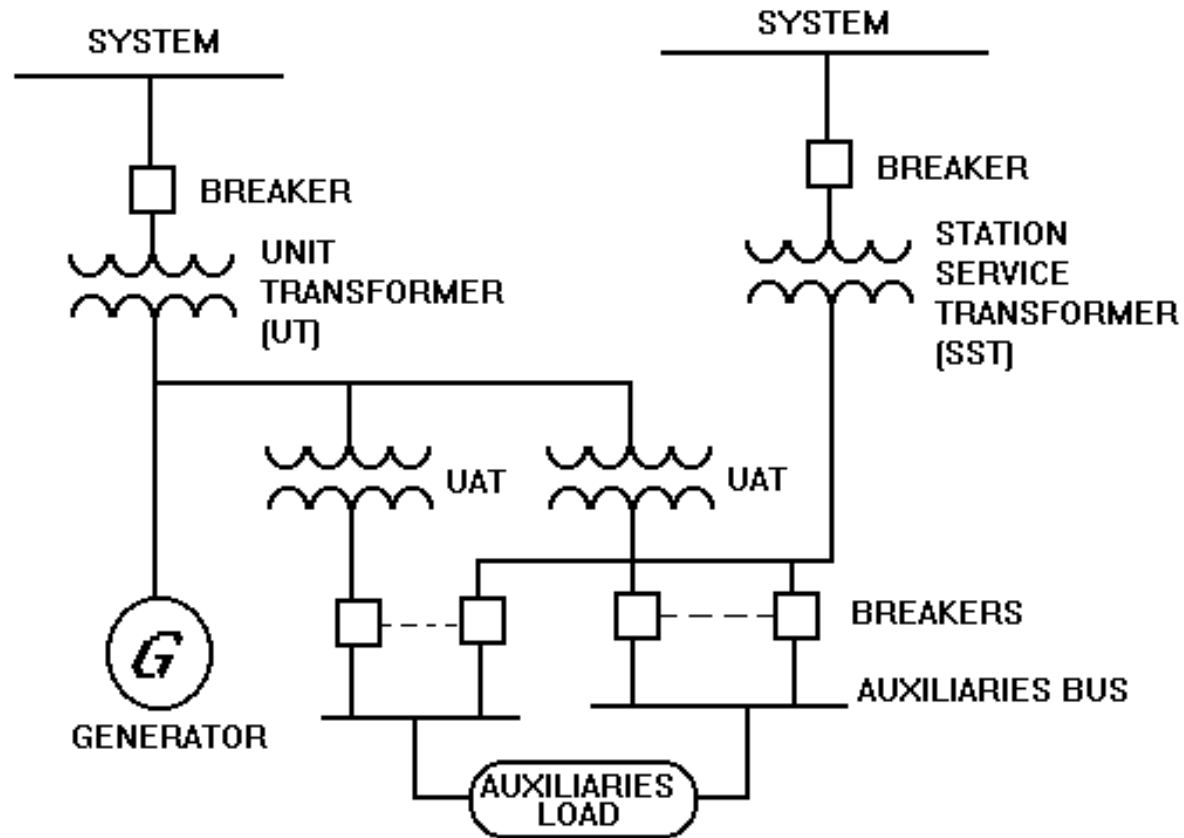 SYSTEM
SYSTEM
BREAKER
BREAKER
UNIT
TRANSFORMER
(UT)
STATION
SERVICE
TRANSFORMER
(SST)
UAT
UAT
BREAKERS
G
GENERATOR
AUXILIARIES BUS
AUXILIARIES
LOAD